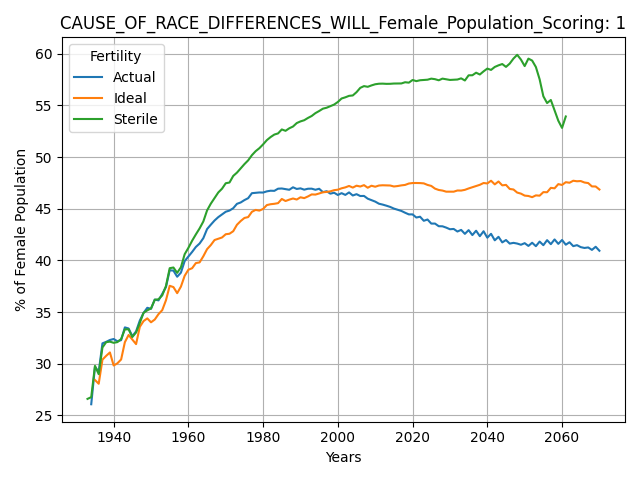 CAUSE_OF_RACE_DIFFERENCES_WILL_Female_Population_Scoring: 1
Fertility
Actual
Ideal
Sterile
% of Female Population
60
55
50
45
40
35
30
25
1940
1960
1980
2000
2020
2040
2060
Years